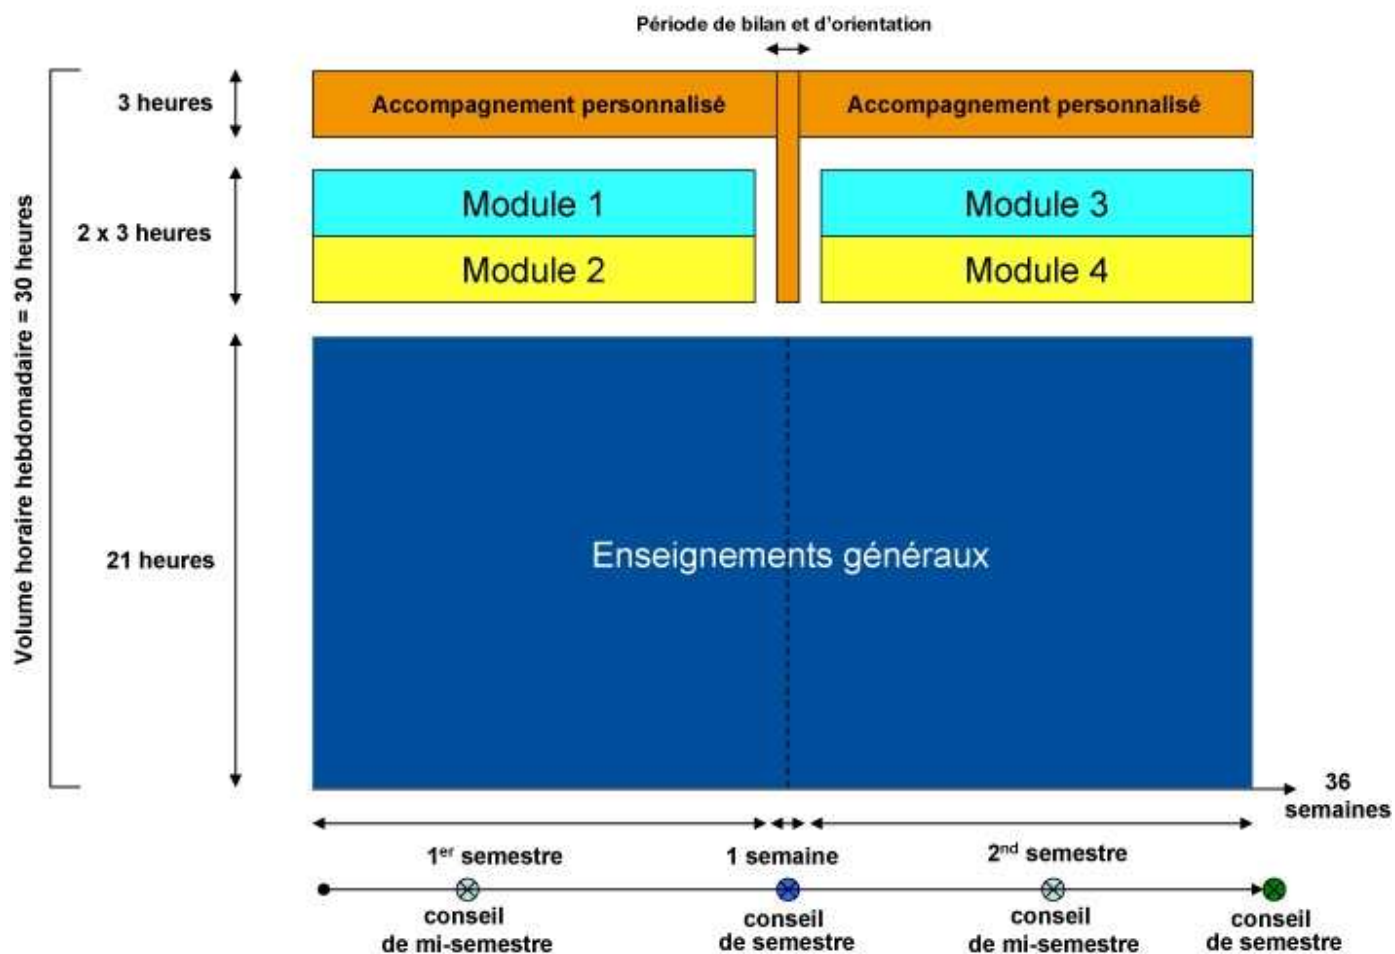 Période de bilan et d'orientation
3 heures
Accompagnement personnalisé
Accompagnement personnalisé
Volume horaire hebdomadaire = 30 heures
2 x 3 heures
Module 1
Module 3
Module 2
Module 4
21 heures
Enseignements généraux
36
semaines
1er semestre
1 semaine
2nd semestre
conseil
de mi-semestre
conseil
de semestre
conseil
de mi-semestre
conseil
de semestre